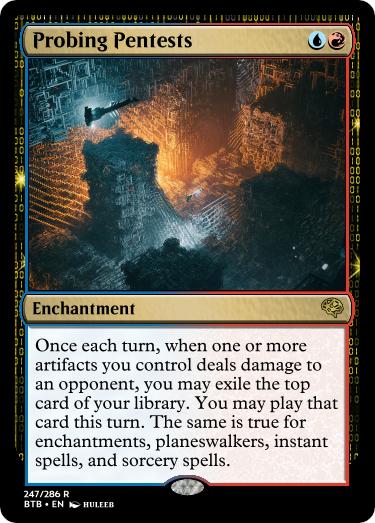 Probing Pentests
Enchantment
Once each turn, when one or more
artifacts you control deals damage to
an opponent, you may exile the top
card of your library. You may play that
card this turn. The same is true for
enchantments, planeswalkers, instant
spells, and sorcery spells.
247/286 R
BTB • EN HULEEB